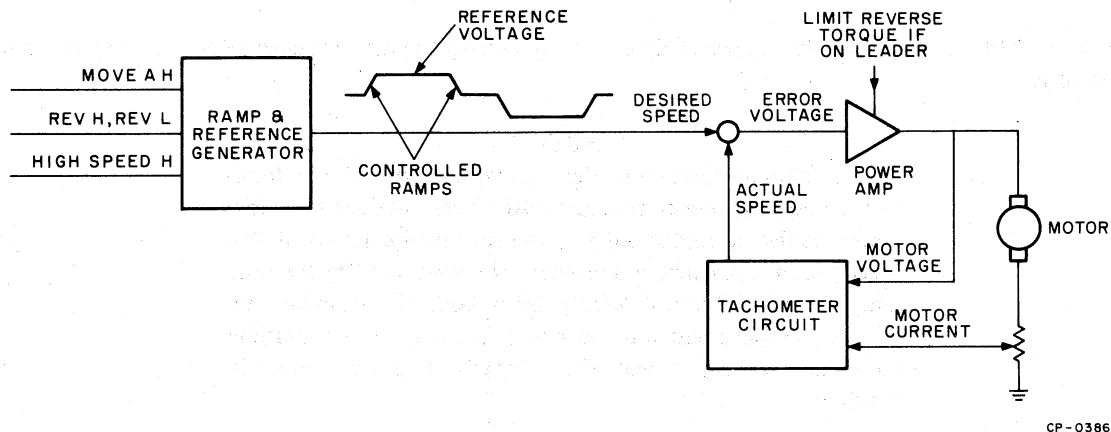 REFERENCE
VOLTAGE
LIMIT REVERSE
TORQUE IF
ON LEADER
MOVE A H
REV H, REV L
HIGH SPEED H
RAMP &
REFERENCE
GENERATOR
CONTROLLED
RAMPS
DESIRED
SPEED
ERROR
VOLTAGE
POWER
AMP
ACTUAL
SPEED
MOTOR
MOTOR
VOLTAGE
TACHOMETER
CIRCUIT
MOTOR
CURRENT
CP-0386